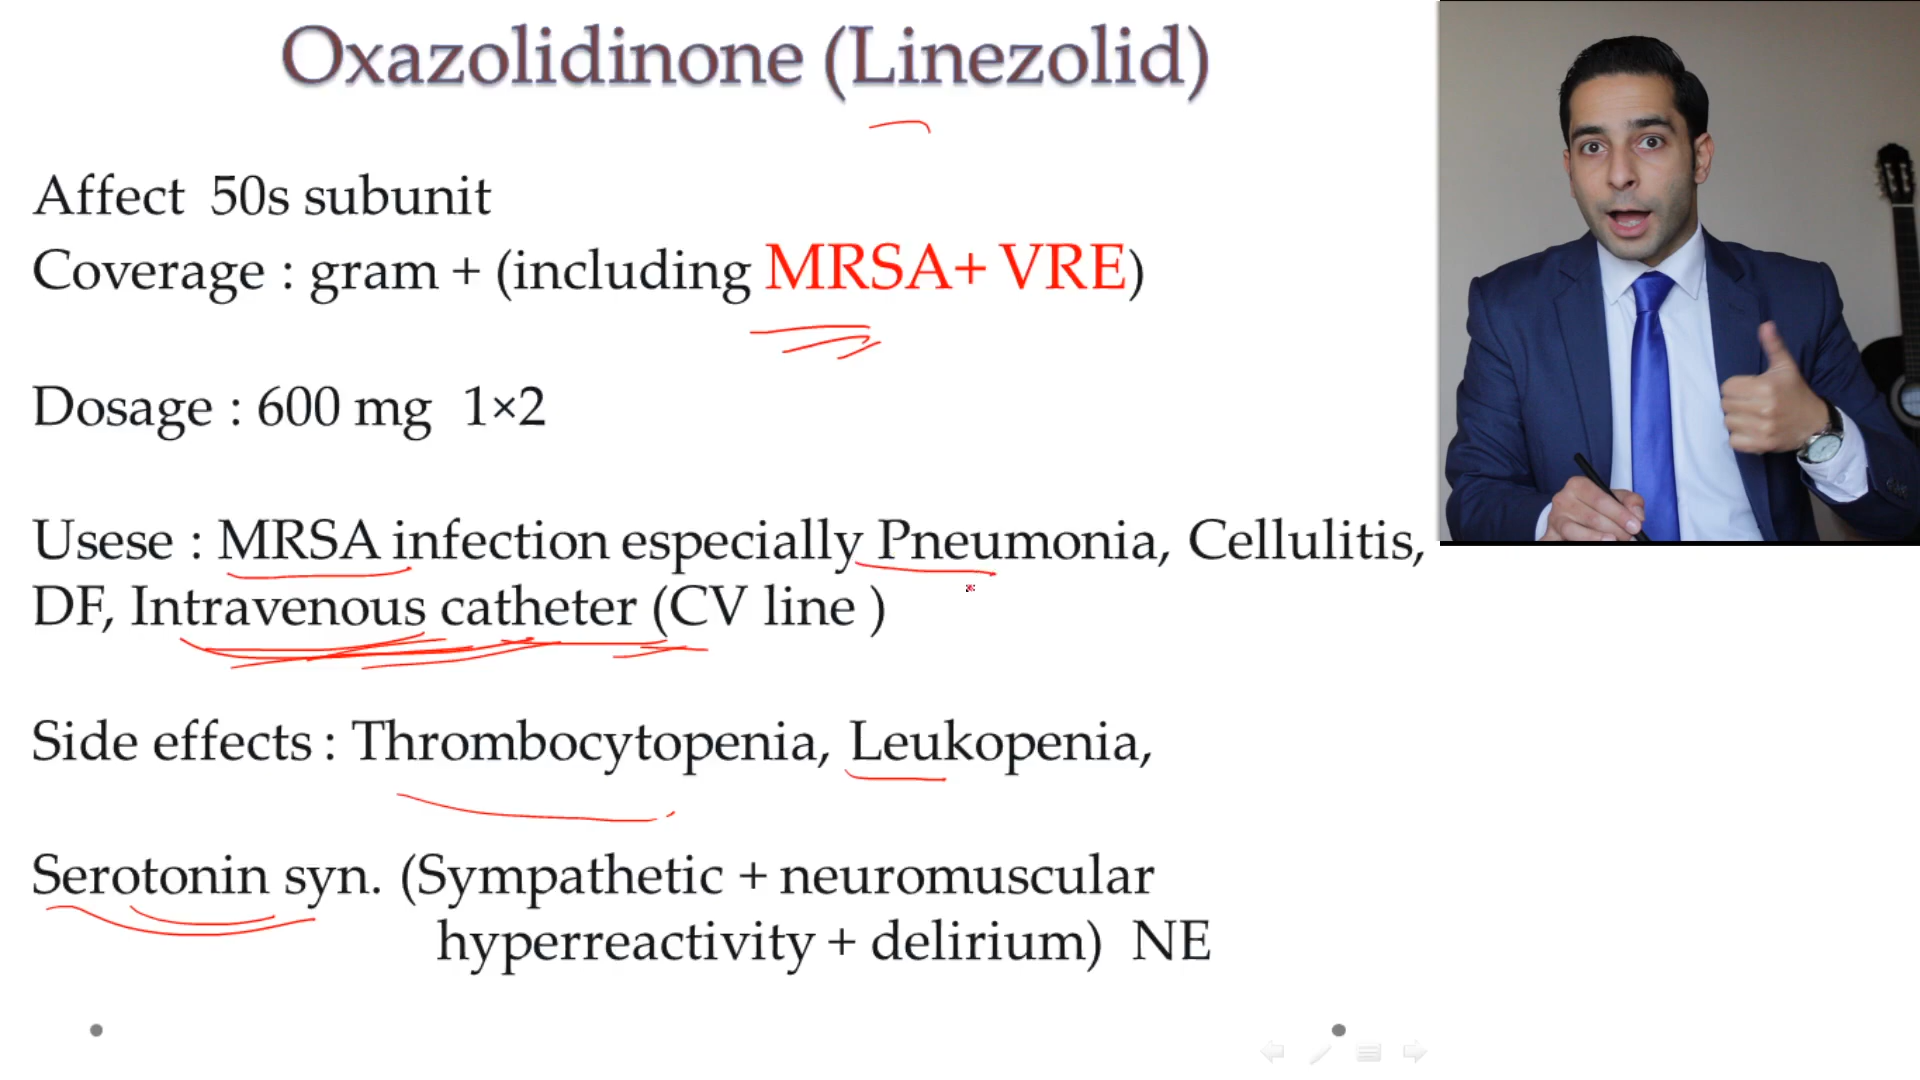 Oxazolidinone (Linezolid)
Affect 50s subunit
Coverage : gram + (including MRSA+ VRE)
Dosage : 600 mg 1×2
Usese : MRSA infection especially Pneumonia, Cellulitis,
DF, Intravenous catheter (CV line )
Side effects : Thrombocytopenia, Leukopenia,
Serotonin syn. (Sympathetic + neuromuscular
hyperreactivity + delirium) NE